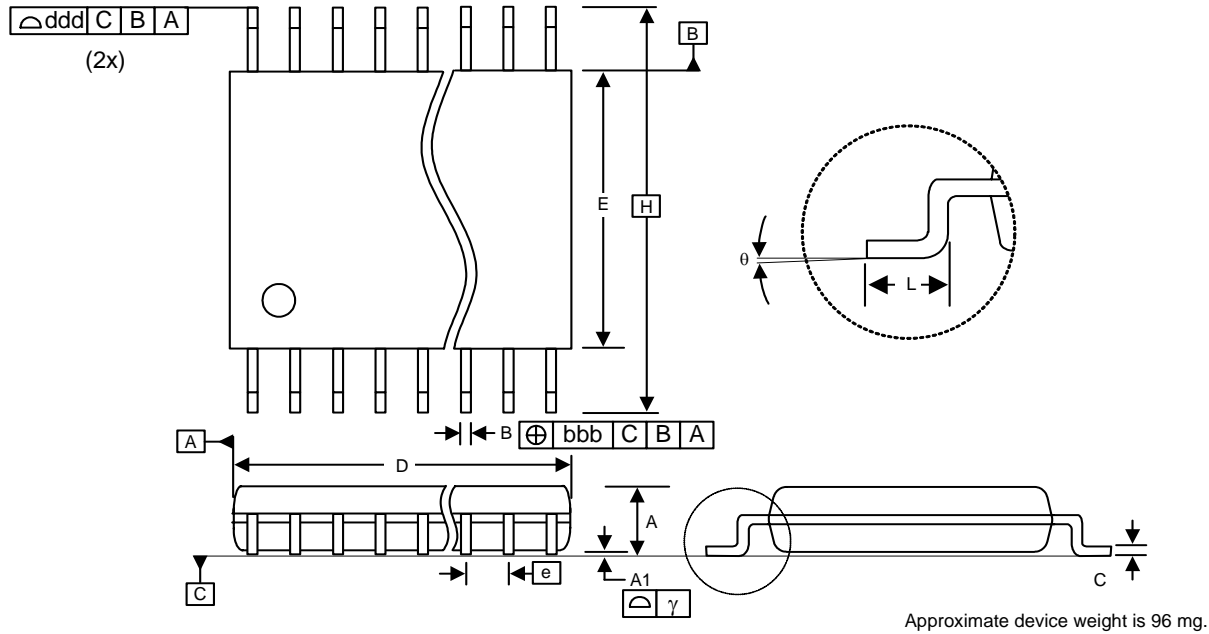 ⌓ ddd C B A
(2x)
B
E
H
θ
L
B ⊕ bbb C B A
A
D
A
C
e
A1
⌓ γ
C
Approximate device weight is 96 mg.